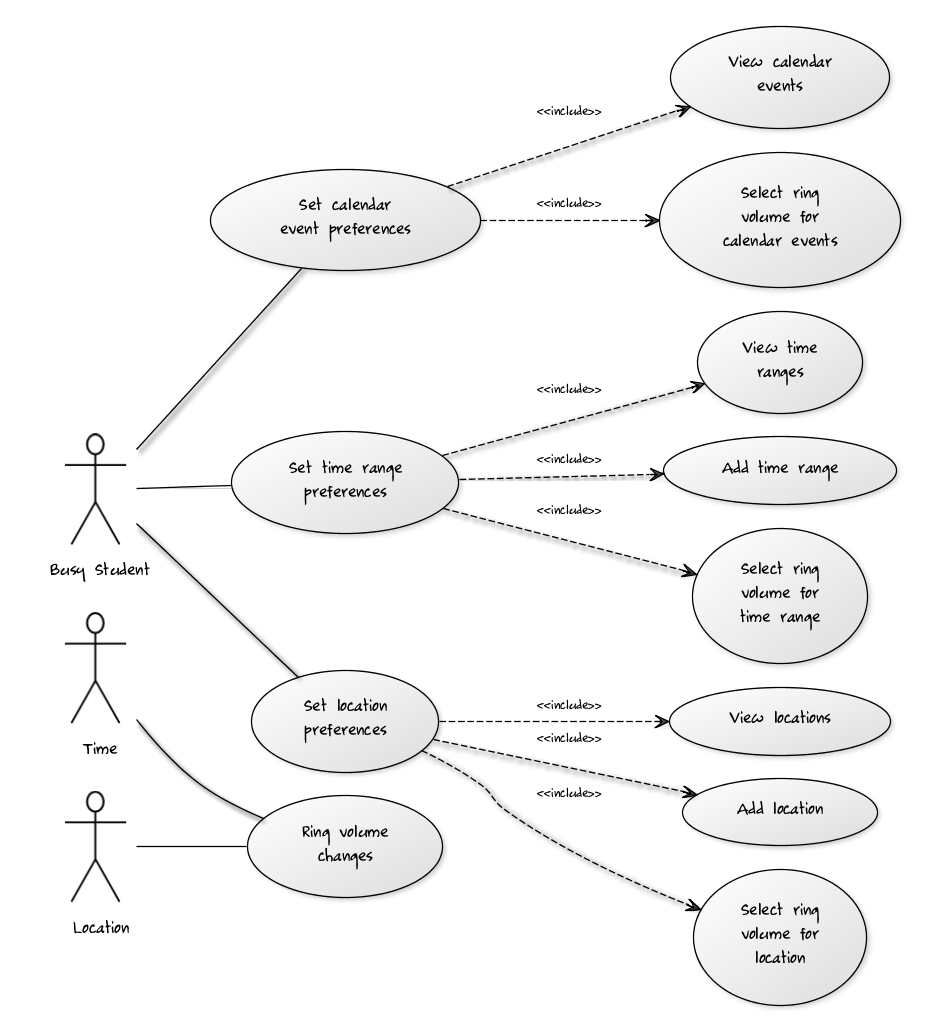 View calendar
events
<<include>>
Set calendar
event preferences
<<include>>
Select ring
volume for
calendar events
View time
ranges
<<include>>
Set time range
preferences
<<include>>
Add time range
<<include>>
Select ring
volume for
time range
Busy Student
Set location
preferences
<<include>>
View locations
<<include>>
Time
Add location
<<include>>
Ring volume
changes
Select ring
volume for
location
Location